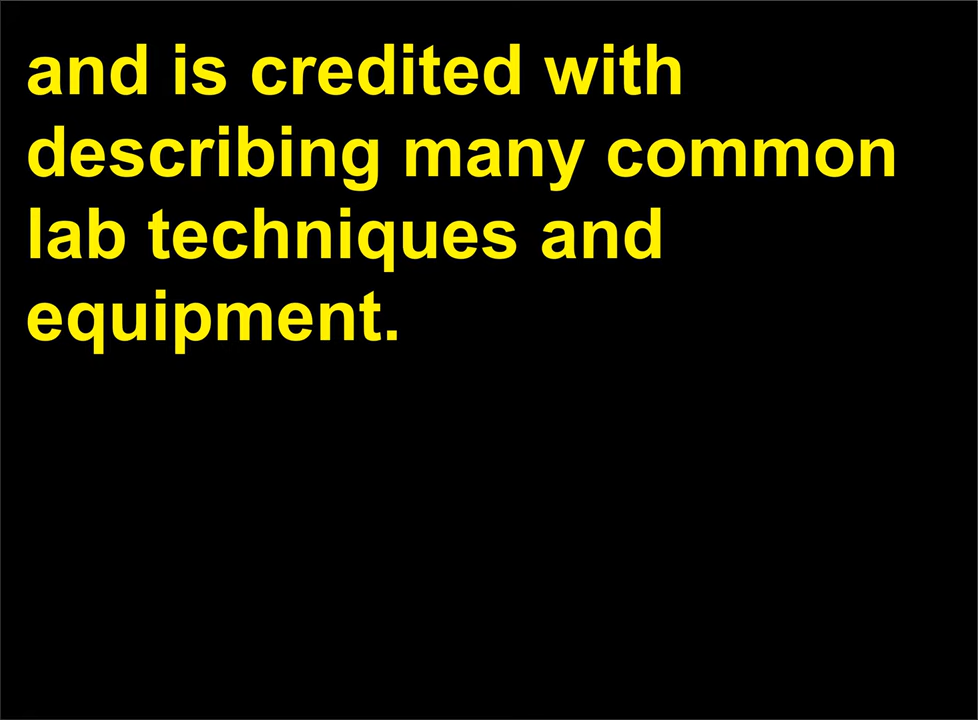 and is credited with
describing many common
lab techniques and
equipment.